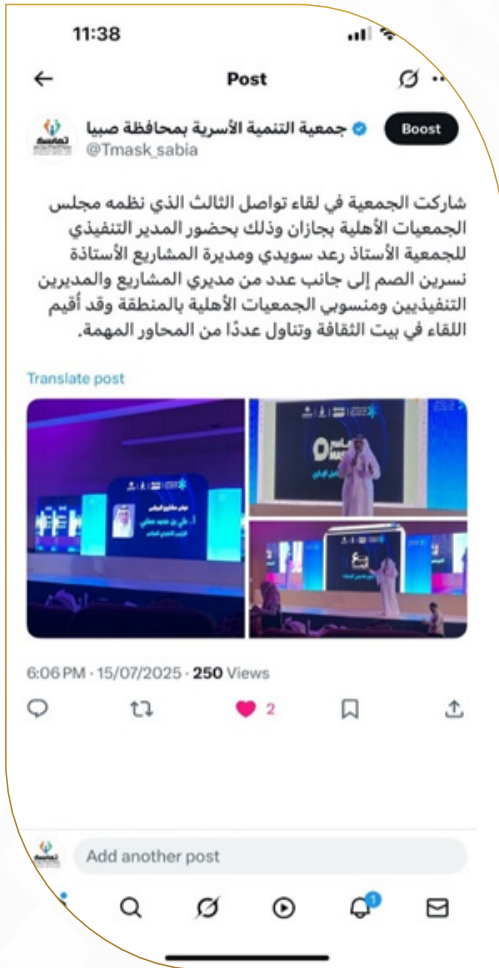 11:38
Post
جمعية التنمية الأسرية بمحافظة صبيا
Boost
@Tmask_sabia
شاركت الجمعية في لقاء تواصل الثالث الذي نظمه مجلس
الجمعيات الأهلية بجازان وذلك بحضور المدير التنفيذي
للجمعية الأستاذ رعد سويدي ومديرة المشاريع الأستاذة
نسرين الصم إلى جانب عدد من مديري المشاريع والمديرين
التنفيذيين ومنسوبي الجمعيات الأهلية بالمنطقة وقد أقيم
اللقاء في بيت الثقافة وتناول عددًا من المحاور المهمة.
Translate post
6:06 PM · 15/07/2025 · 250 Views
2
Add another post
1